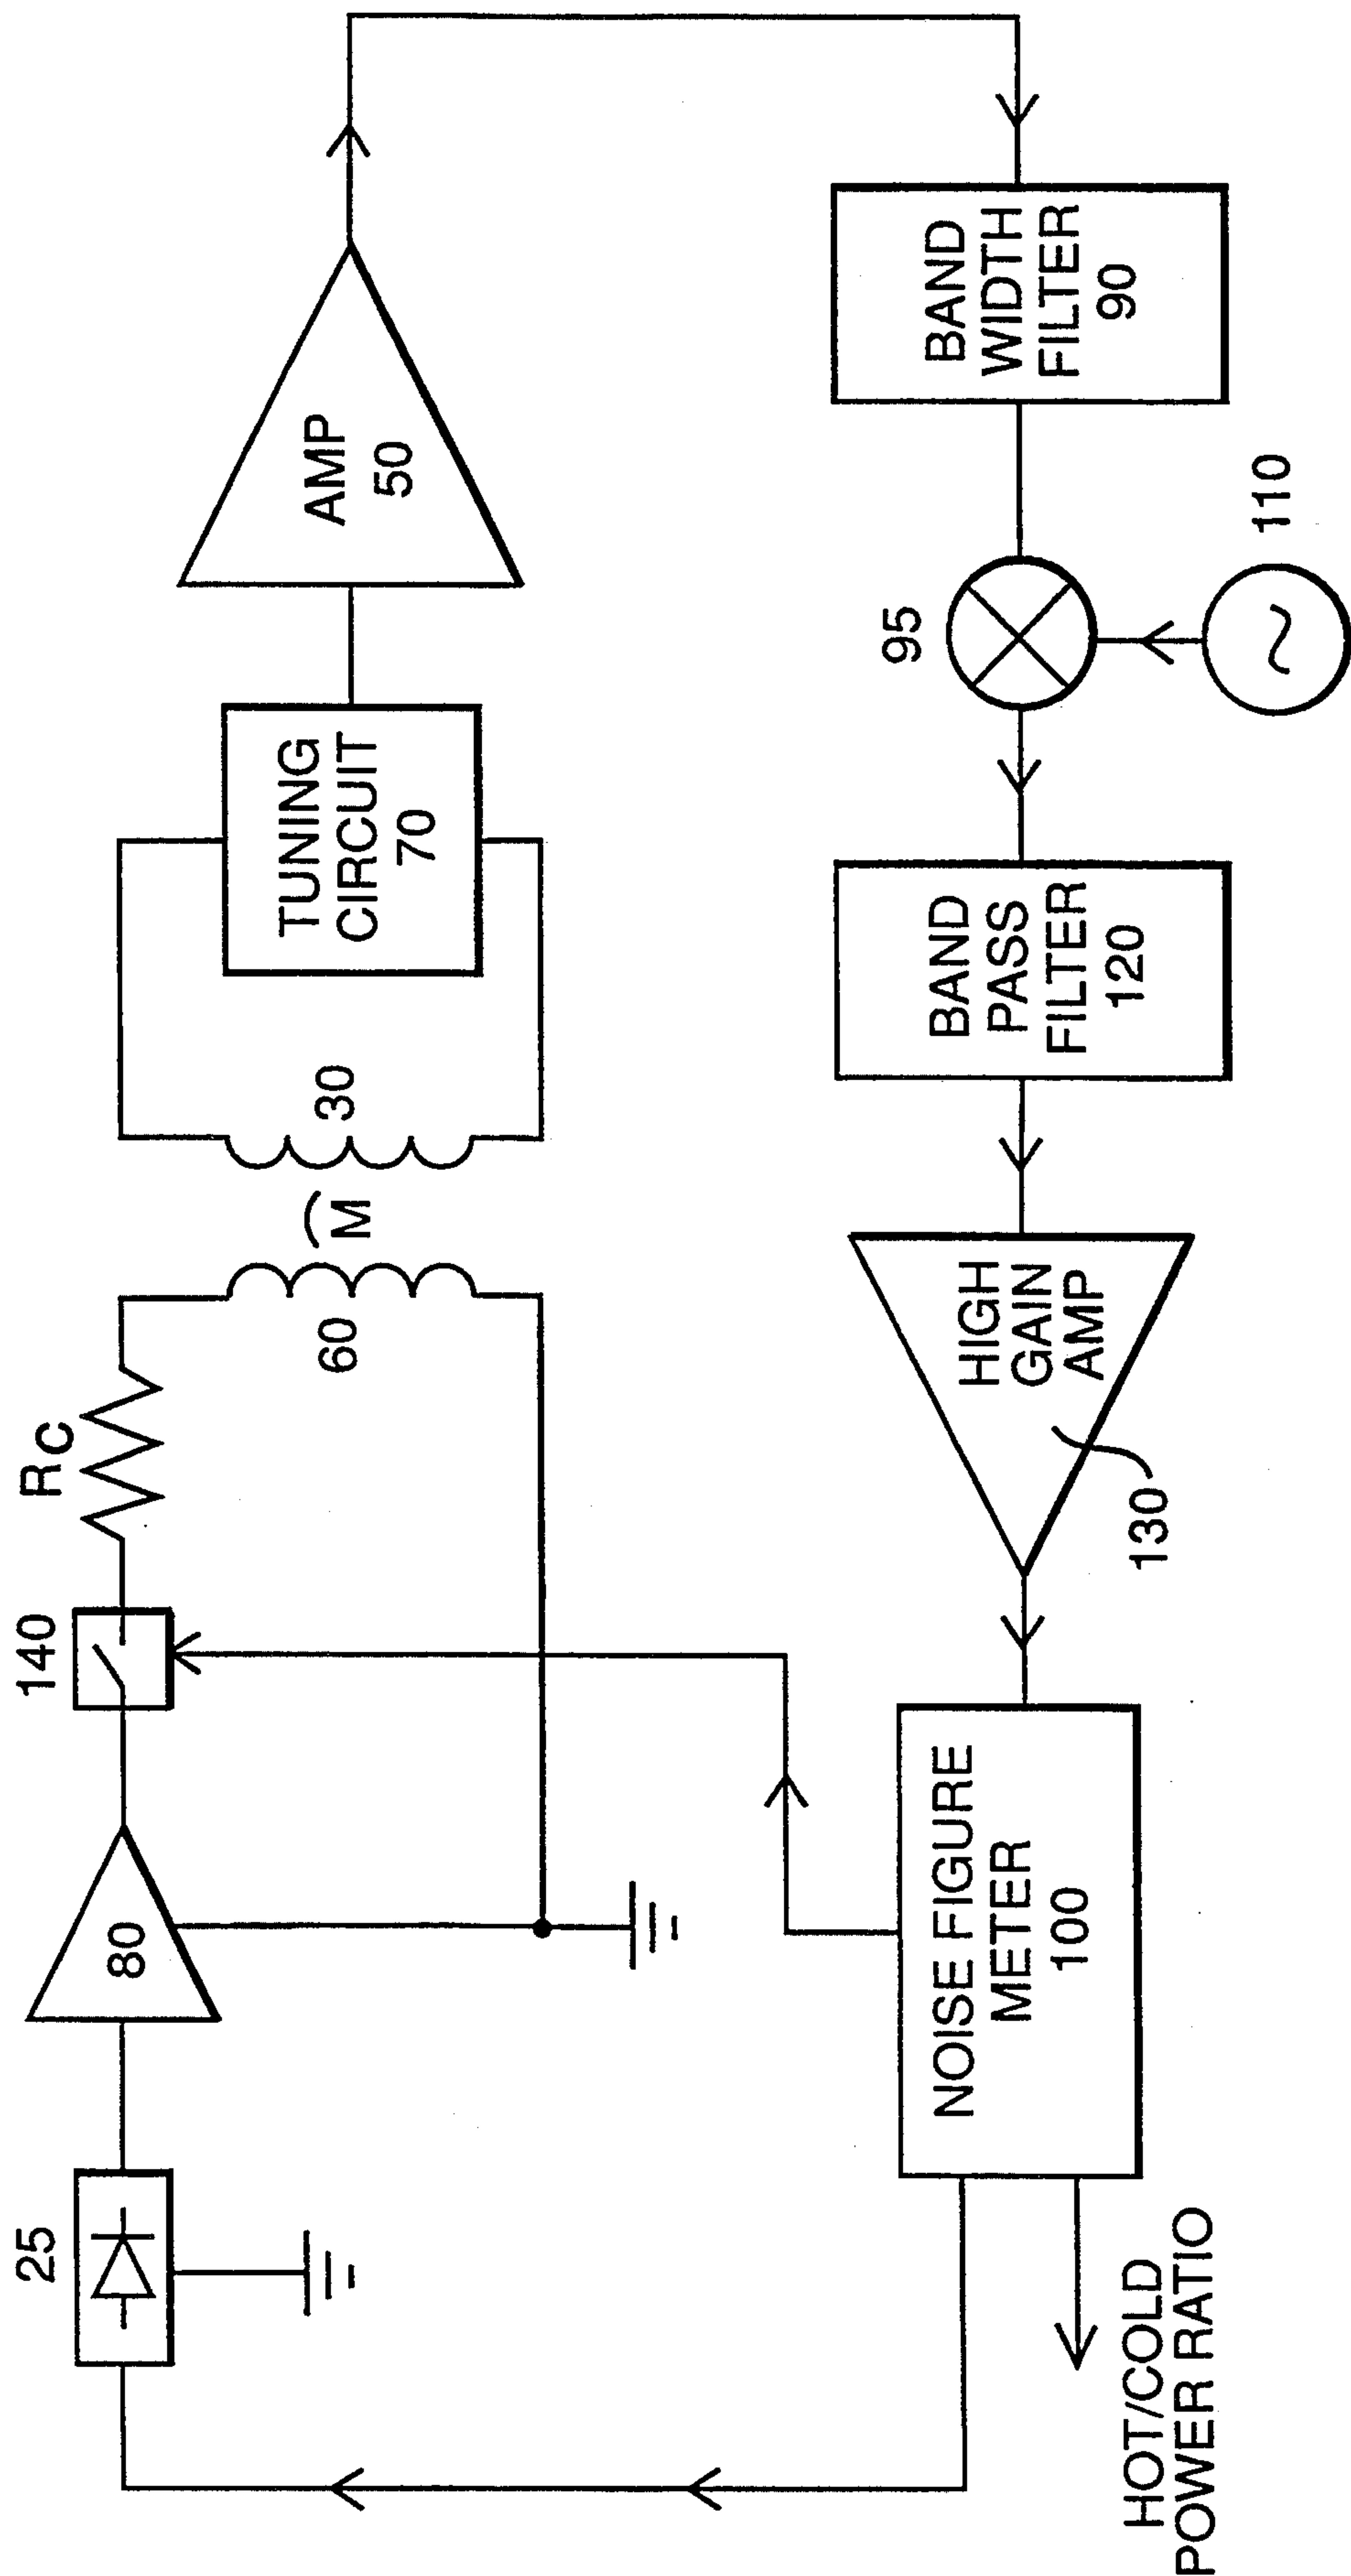 25
80
140
RC
60
M
30
TUNING
CIRCUIT
70
AMP
50
HOT/COLD
POWER RATIO
NOISE FIGURE
METER
100
130
HIGH
GAIN
AMP
BAND
PASS
FILTER
120
95
110
BAND
WIDTH
FILTER
90